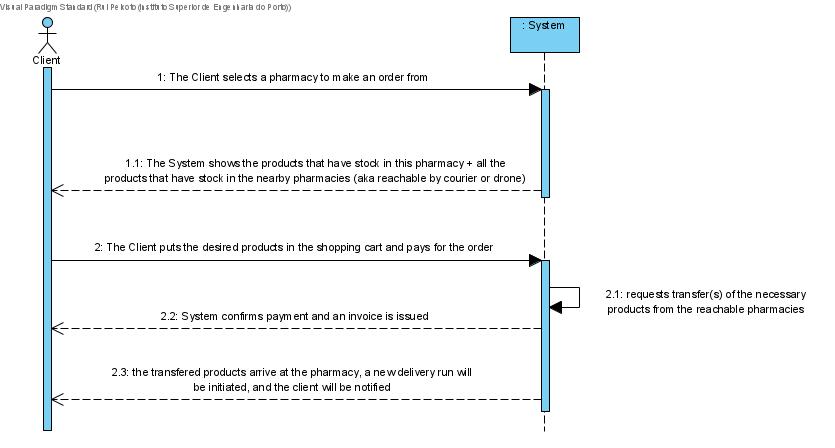 Visual Paradigm Standard (Rui Peixoto (Instituto Superior de Engenharia do Porto))
: System
Client
1: The Client selects a pharmacy to make an order from
1.1: The System shows the products that have stock in this pharmacy + all the
products that have stock in the nearby pharmacies (aka reachable by courier or drone)
2: The Client puts the desired products in the shopping cart and pays for the order
2.1: requests transfer(s) of the necessary
products from the reachable pharmacies
2.2: System confirms payment and an invoice is issued
2.3: the transfered products arrive at the pharmacy, a new delivery run will
be initiated, and the client will be notified